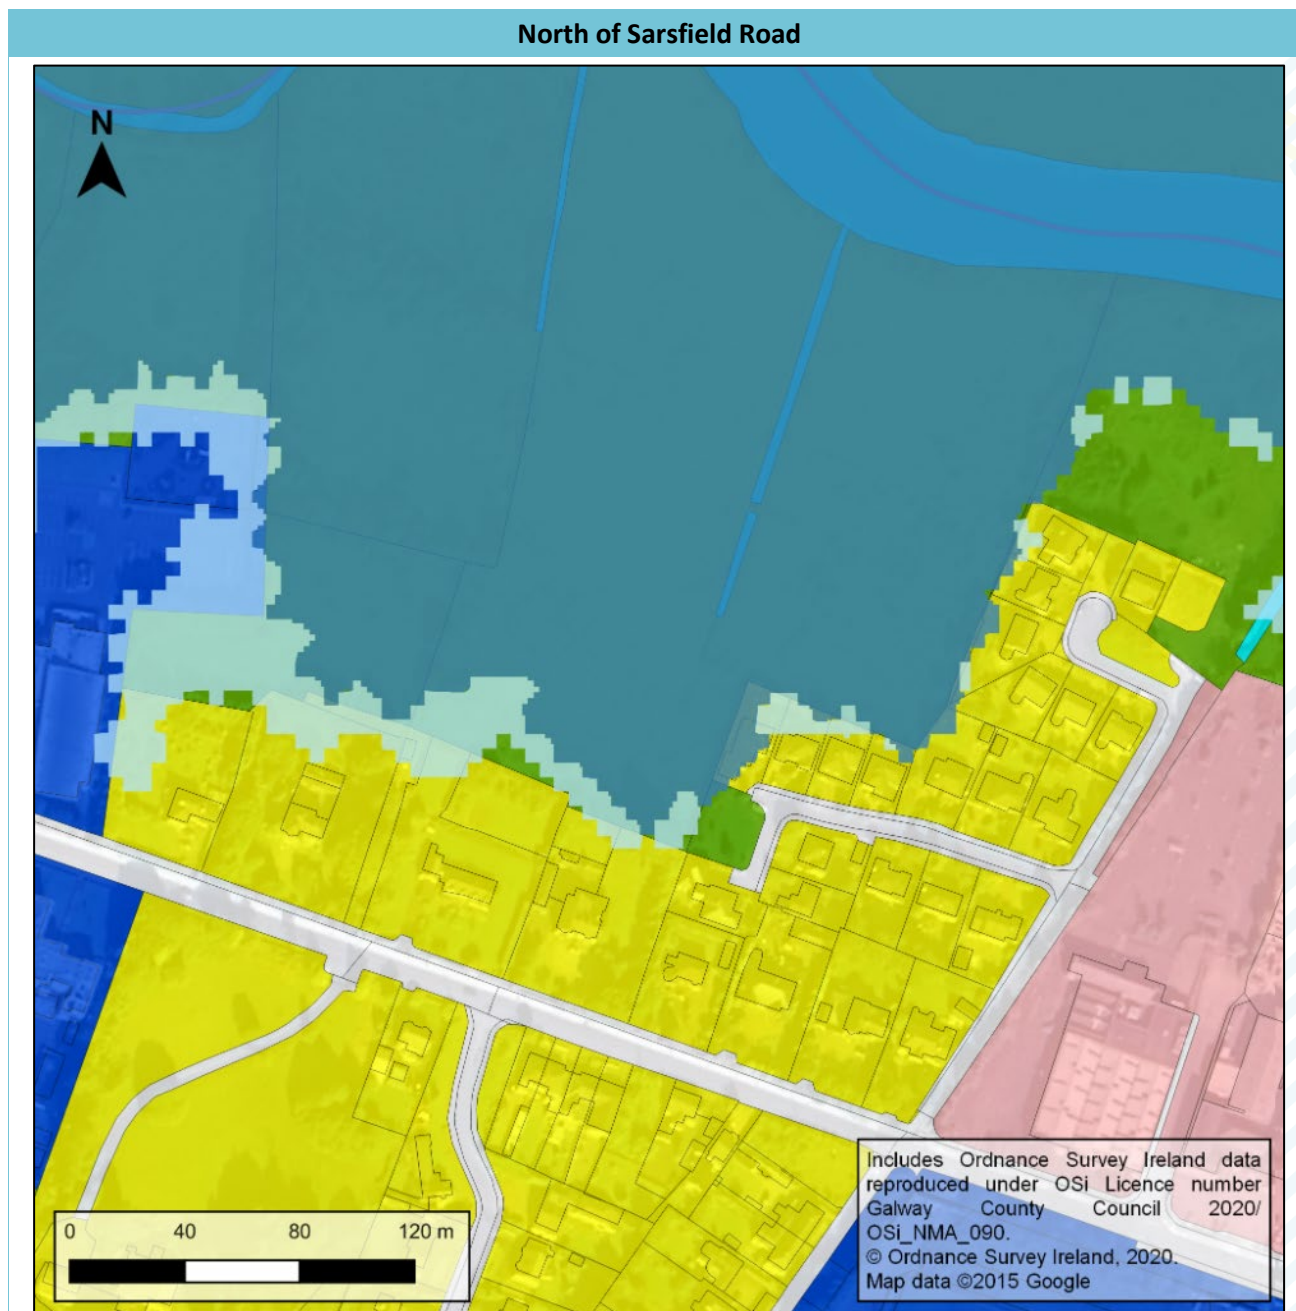 North of Sarsfield Road
N
0 40 80 120 m
Includes Ordnance Survey Ireland data
reproduced under OSi Licence number
Galway County Council 2020/
OSi_NMA_090.
© Ordnance Survey Ireland, 2020.
Map data ©2015 Google